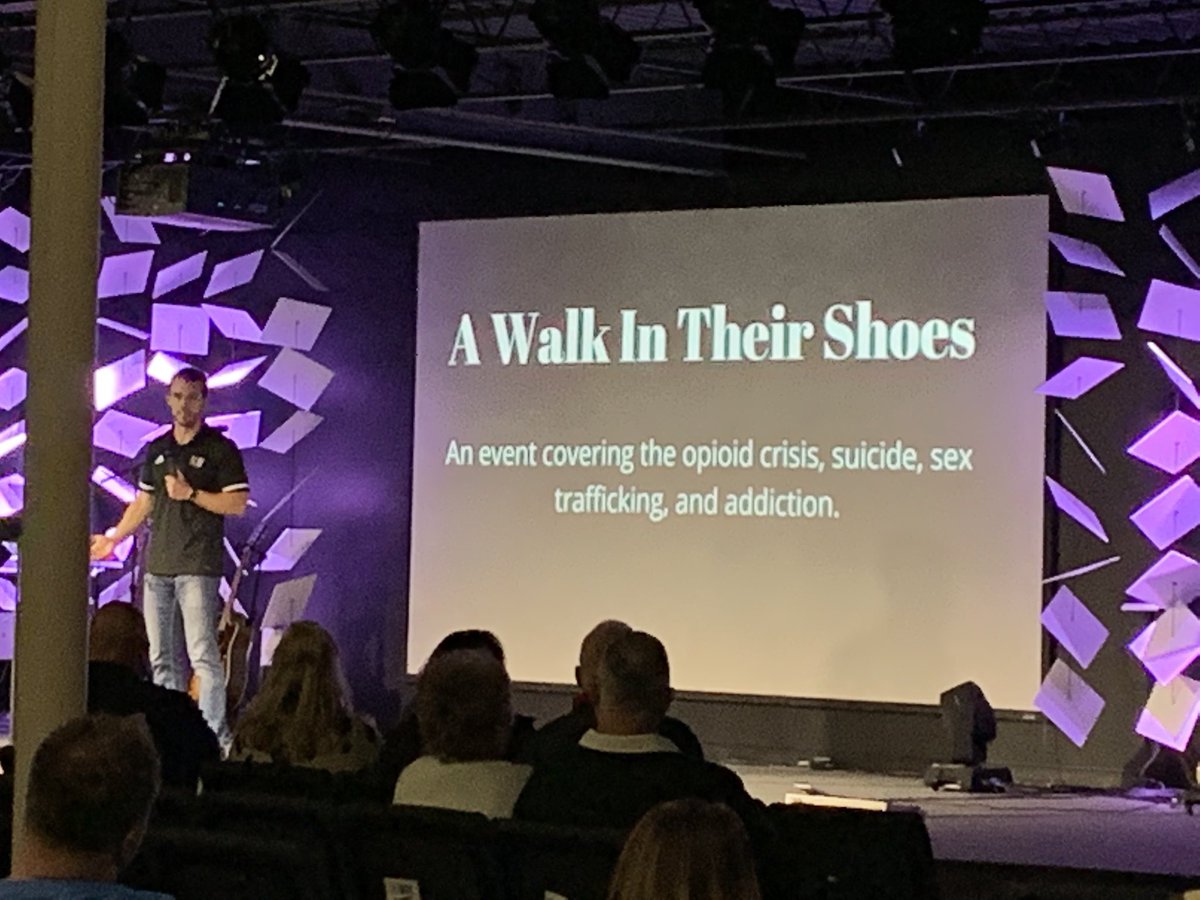 A Walk In Their Shoes
An event covering the opioid crisis, suicide, sex
trafficking, and addiction.